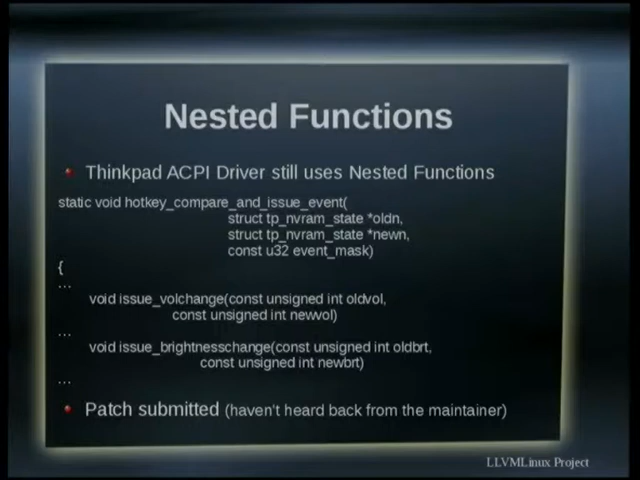 Nested Functions
Thinkpad ACPI Driver still uses Nested Functions
static void hotkey_compare_and_issue_event(
struct tp_nvram_state *oldn,
struct tp_nvram_state *newn,
const u32 event_mask)
{
...
void issue_volchange(const unsigned int oldvol,
const unsigned int newvol)
...
void issue_brightnesschange(const unsigned int oldbrt,
const unsigned int newbrt)
...
Patch submitted (haven't heard back from the maintainer)
LLVMLinux Project